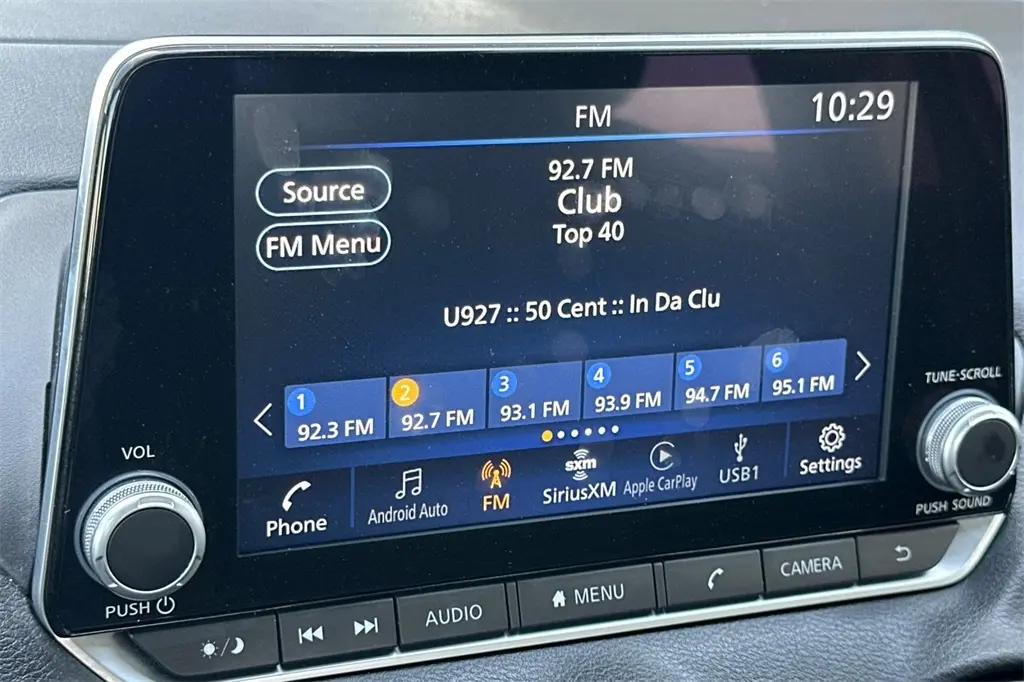 FM
10:29
Source
FM Menu
92.7 FM
Club
Top 40
U927 :: 50 Cent :: In Da Clu
1
92.3 FM
2
92.7 FM
3
93.1 FM
4
93.9 FM
5
94.7 FM
6
95.1 FM
Phone
Android Auto
FM
sxm
SiriusXM
Apple CarPlay
USB1
Settings
VOL
PUSH
TUNE·SCROLL
PUSH SOUND
AUDIO
MENU
CAMERA